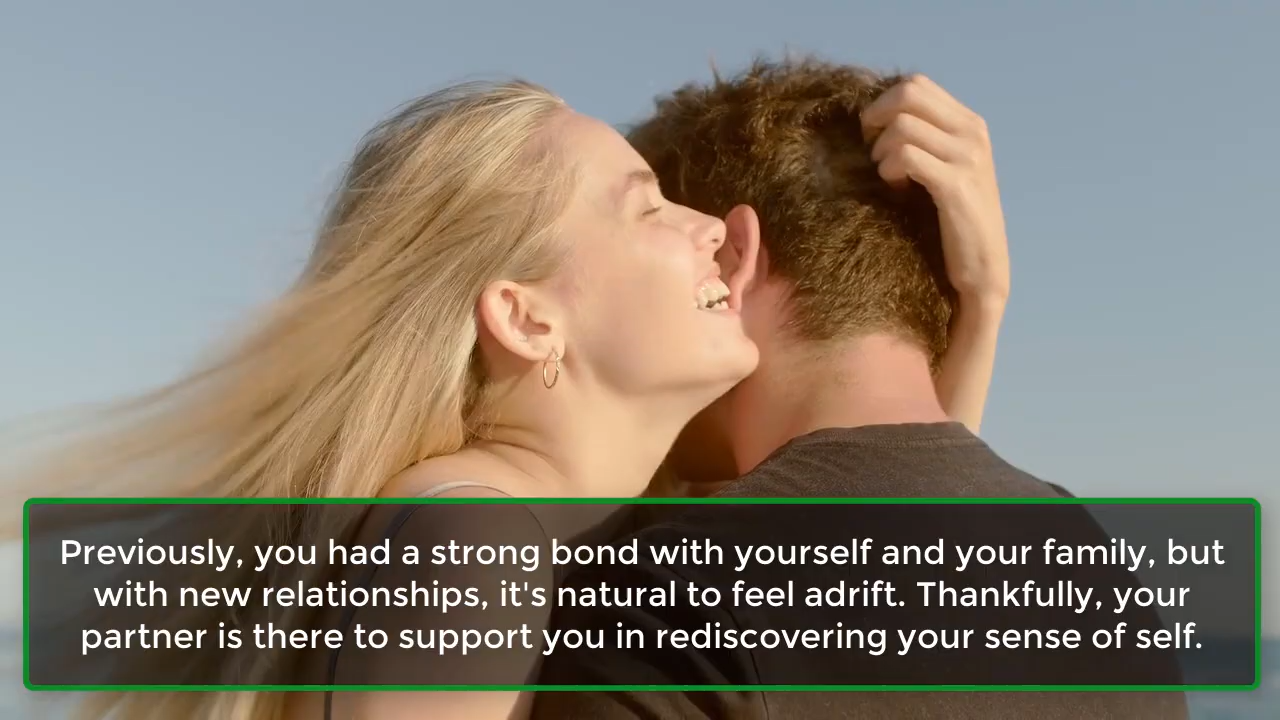 Previously, you had a strong bond with yourself and your family, but
with new relationships, it's natural to feel adrift. Thankfully, your
partner is there to support you in rediscovering your sense of self.